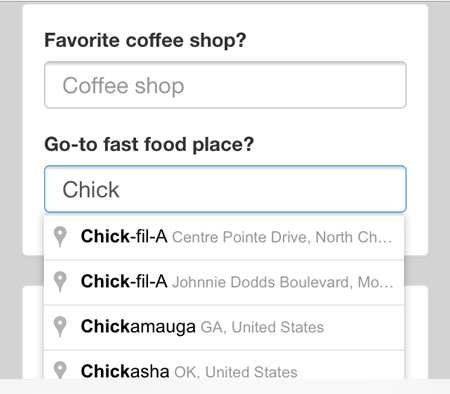 Favorite coffee shop?
Coffee shop
Go-to fast food place?
Chick
Chick-fil-A Centre Pointe Drive, North Ch...
Chick-fil-A Johnnie Dodds Boulevard, Mo...
Chickamauga GA, United States
Chickasha OK, United States